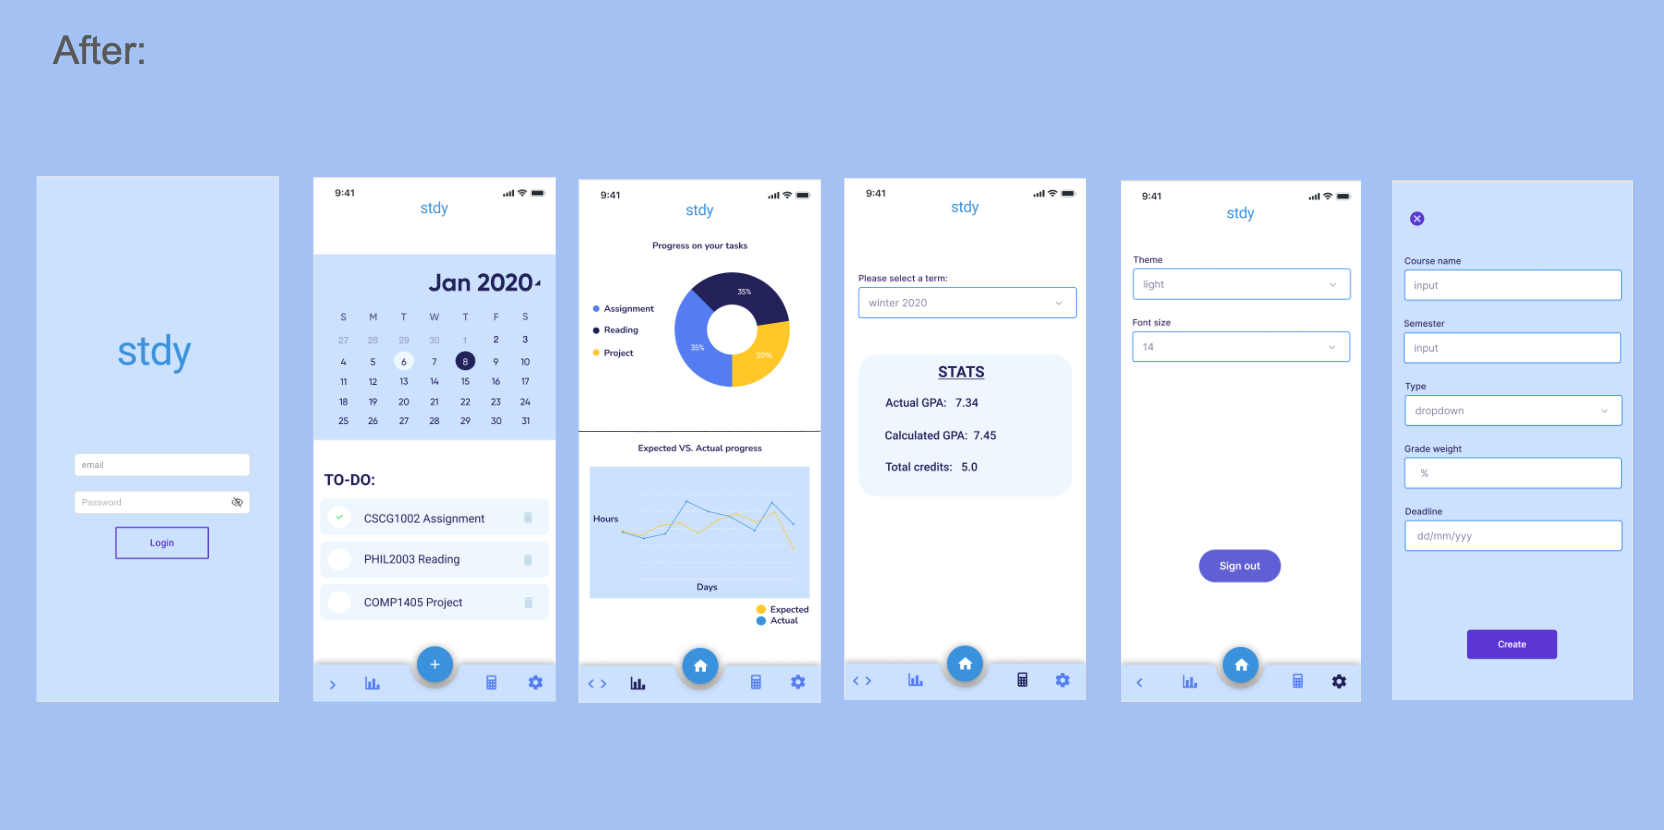 After:
stdy
email
Password
Login
9:41
stdy
Jan 2020
S M T W T F S
27 28 29 30 1 2 3
4 5 6 7 8 9 10
11 12 13 14 15 16 17
18 19 20 21 22 23 24
25 26 27 28 29 30 31
TO-DO:
CSCG1002 Assignment
PHIL2003 Reading
COMP1405 Project
+
9:41
stdy
Progress on your tasks
Assignment
Reading
Project
35%
35%
30%
Expected VS. Actual progress
Hours
Days
Expected
Actual
9:41
stdy
Please select a term:
winter 2020
STATS
Actual GPA: 7.34
Calculated GPA: 7.45
Total credits: 5.0
9:41
stdy
Theme
light
Font size
14
Sign out
Course name
input
Semester
input
Type
dropdown
Grade weight
%
Deadline
dd/mm/yyy
Create